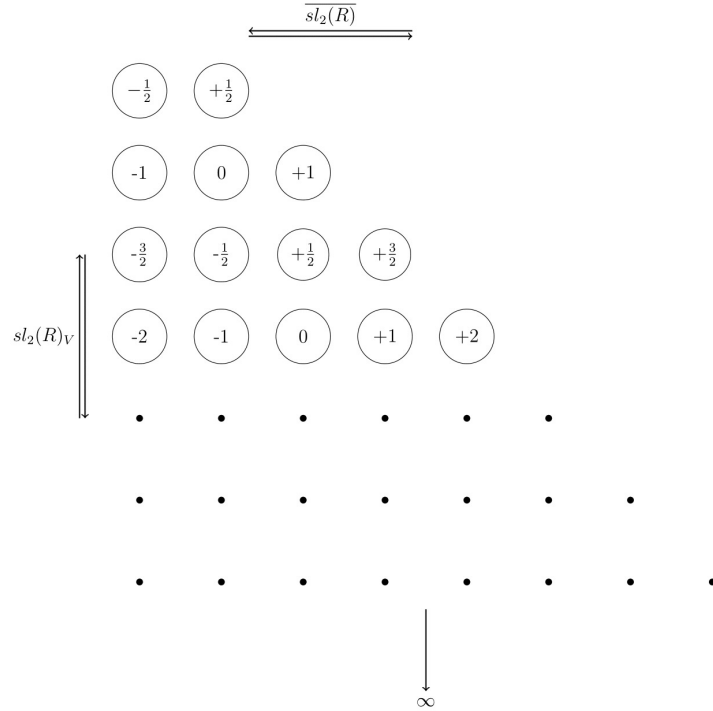 $\overline{sl_2(R)}$
$-\frac{1}{2}$ $+\frac{1}{2}$
-1 0 +1
-$\frac{3}{2}$ -$\frac{1}{2}$ $+\frac{1}{2}$ $+\frac{3}{2}$
$sl_2(R)_V$ -2 -1 0 +1 +2
$\infty$